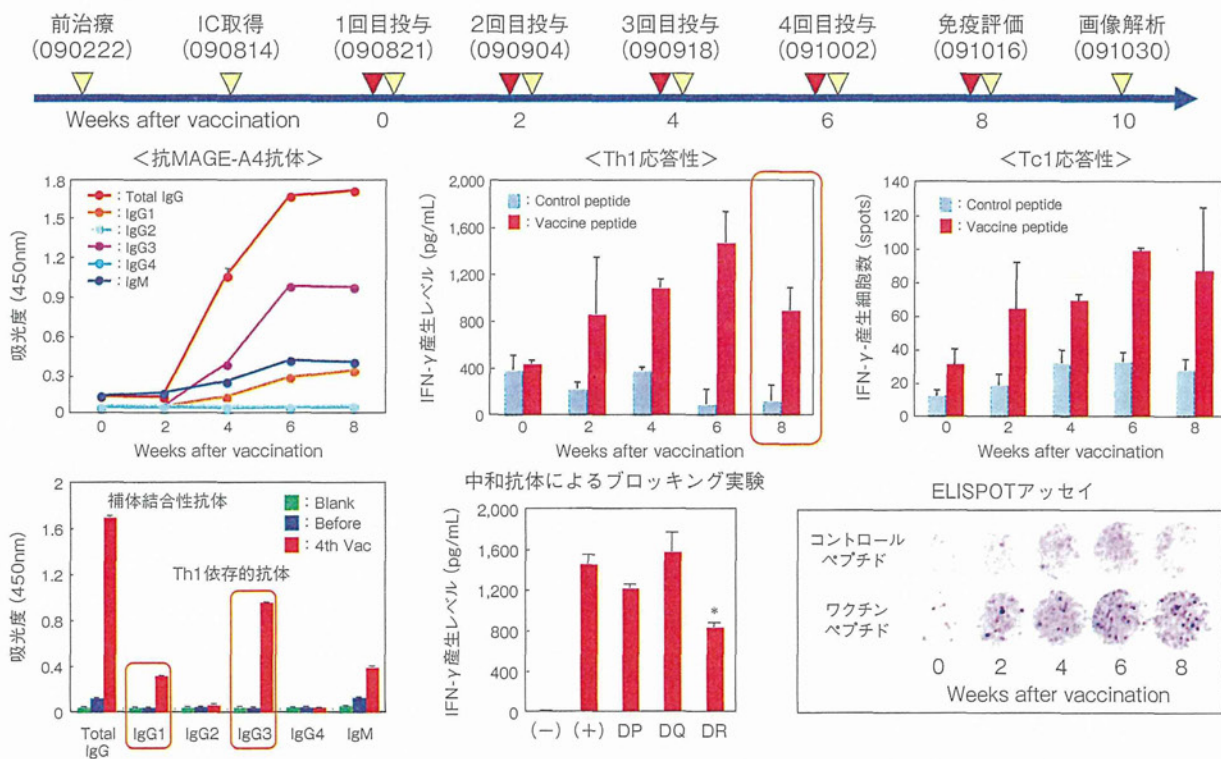 前治療 IC取得 1回目投与 2回目投与 3回目投与 4回目投与 免疫評価 画像解析
(090222) (090814) (090821) (090904) (090918) (091002) (091016) (091030)
Weeks after vaccination 0 2 4 6 8 10
＜抗MAGE-A4抗体＞
吸光度 (450nm)
1.8
1.5
1.2
0.9
0.6
0.3
0
：Total IgG
：IgG1
：IgG2
：IgG3
：IgG4
：IgM
0 2 4 6 8
Weeks after vaccination
＜Th1応答性＞
IFN-γ産生レベル (pg/mL)
2,000
1,600
1,200
800
400
0
：Control peptide
：Vaccine peptide
0 2 4 6 8
Weeks after vaccination
＜Tc1応答性＞
IFN-γ-産生細胞数 (spots)
140
120
100
80
60
40
20
0
：Control peptide
：Vaccine peptide
0 2 4 6 8
Weeks after vaccination
吸光度 (450nm)
2
1.6
1.2
0.8
0.4
0
補体結合性抗体
：Blank
：Before
：4th Vac
Th1依存的抗体
Total IgG1 IgG2 IgG3 IgG4 IgM
IgG
中和抗体によるブロッキング実験
IFN-γ産生レベル (pg/mL)
2,000
1,600
1,200
800
400
0
*
(−) (+) DP DQ DR
ELISPOTアッセイ
コントロール
ペプチド
ワクチン
ペプチド
0 2 4 6 8
Weeks after vaccination